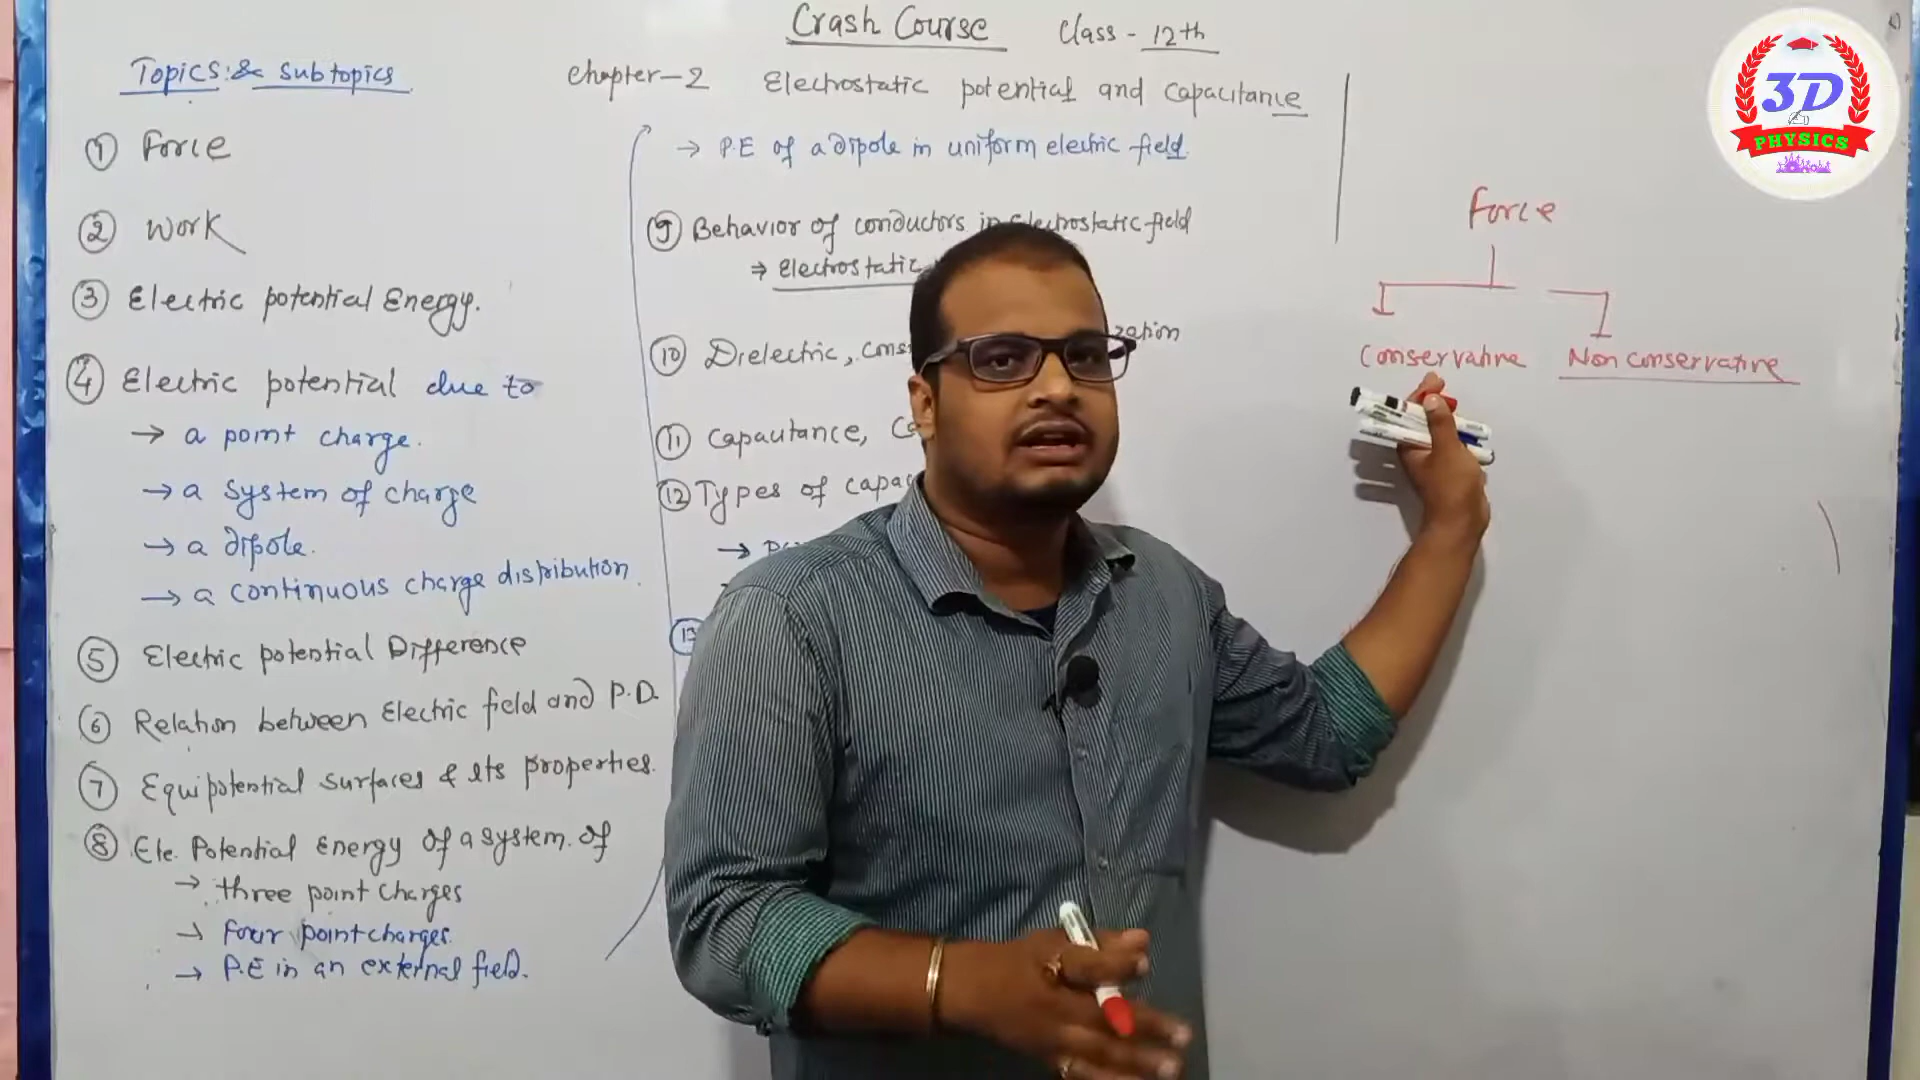 Crash Course Class - 12th
Topics & subtopics
Chapter-2 Electrostatic potential and capacitance
① Force
② Work
③ Electric potential Energy.
④ Electric potential due to
→ a point charge.
→ a system of charge
→ a dipole.
→ a continuous charge distribution.
⑤ Electric potential Difference
⑥ Relation between Electric field and P.D.
⑦ Equipotential surfaces & its properties.
⑧ Ele. Potential Energy of a system of
→ three point charges
→ Four point charges.
→ P.E in an external field.
→ P.E of a dipole in uniform electric field.
⑨ Behavior of conductors in Electrostatic field
⇒ Electrostatic
⑩ Dielectric,
⑪ Capacitance,
⑫ Types of
→
⑬
Force
Conservative Non conservative
3D
PHYSICS